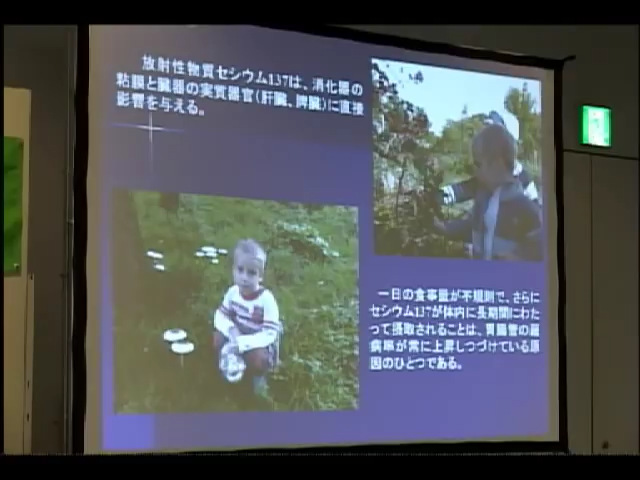 放射性物質セシウム137は、消化器の
粘膜と臓器の実質器官(肝臓、脾臓)に直接
影響を与える。
一日の食事量が不規則で、さらに
セシウム137が体内に長期間にわた
って摂取されることは、胃腸管の罹
病率が常に上昇しつづけている原
因のひとつである。